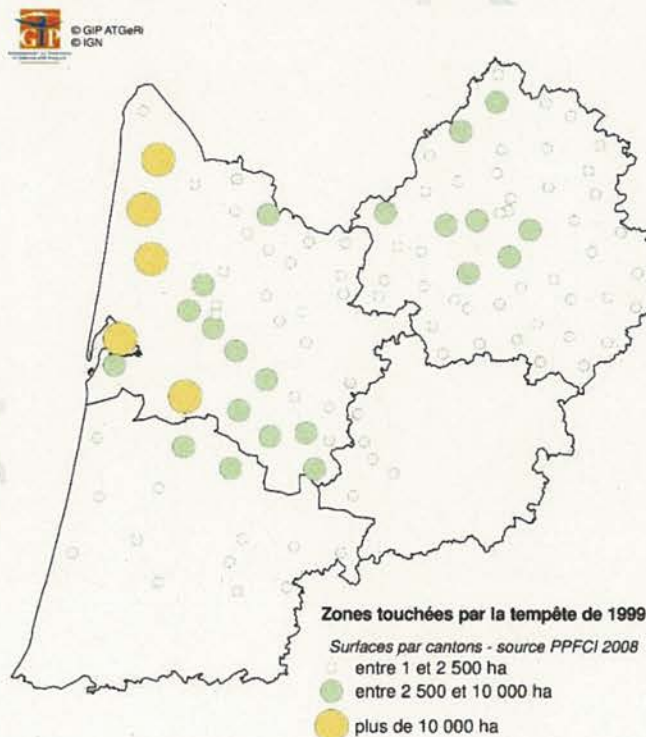 © GIP ATGeRi
© IGN
GIP
Zones touchées par la tempête de 1999
Surfaces par cantons - source PPFCI 2008
entre 1 et 2 500 ha
entre 2 500 et 10 000 ha
plus de 10 000 ha